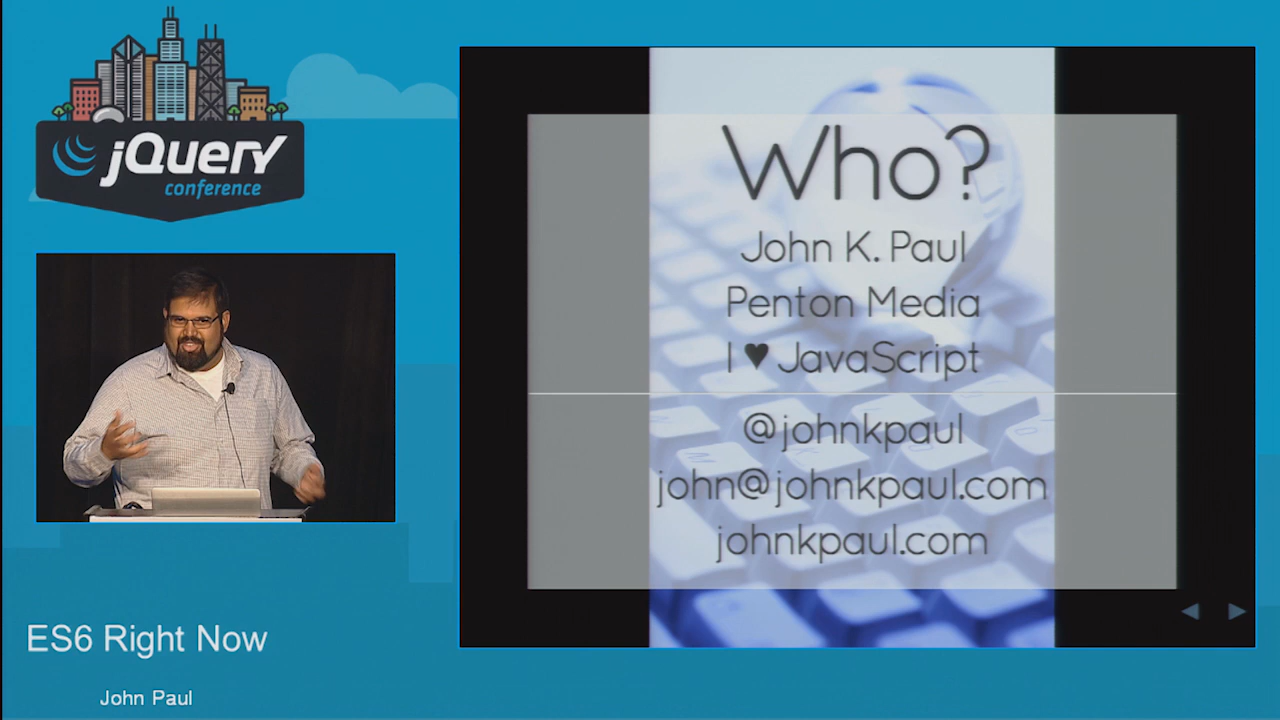 jQuery
conference
Who?
John K. Paul
Penton Media
I ♥ JavaScript
@johnkpaul
john@johnkpaul.com
johnkpaul.com
ES6 Right Now
John Paul